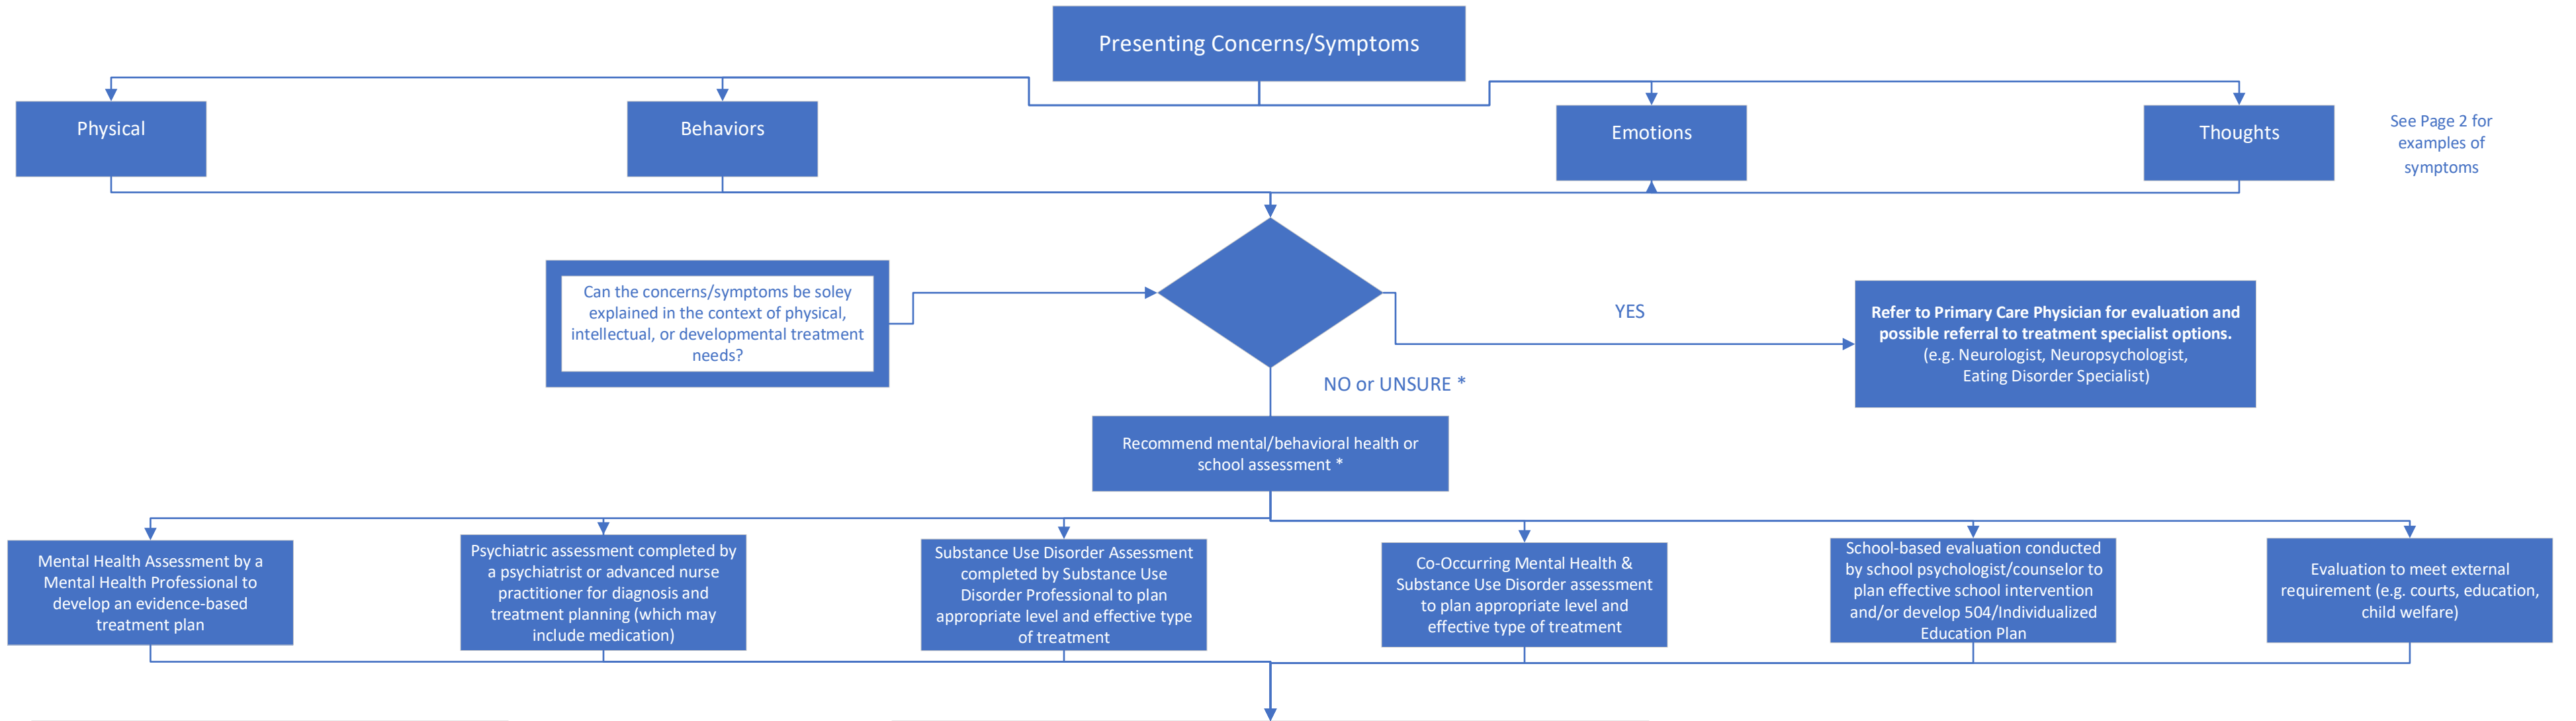 Presenting Concerns/Symptoms
Physical
Behaviors
Emotions
Thoughts
See Page 2 for
examples of
symptoms
Can the concerns/symptoms be soley
explained in the context of physical,
intellectual, or developmental treatment
needs?
YES
Refer to Primary Care Physician for evaluation and
possible referral to treatment specialist options.
(e.g. Neurologist, Neuropsychologist,
Eating Disorder Specialist)
NO or UNSURE *
Recommend mental/behavioral health or
school assessment *
Mental Health Assessment by a
Mental Health Professional to
develop an evidence-based
treatment plan
Psychiatric assessment completed by
a psychiatrist or advanced nurse
practitioner for diagnosis and
treatment planning (which may
include medication)
Substance Use Disorder Assessment
completed by Substance Use
Disorder Professional to plan
appropriate level and effective type
of treatment
Co-Occurring Mental Health &
Substance Use Disorder assessment
to plan appropriate level and
effective type of treatment
School-based evaluation conducted
by school psychologist/counselor to
plan effective school intervention
and/or develop 504/Individualized
Education Plan
Evaluation to meet external
requirement (e.g. courts, education,
child welfare)